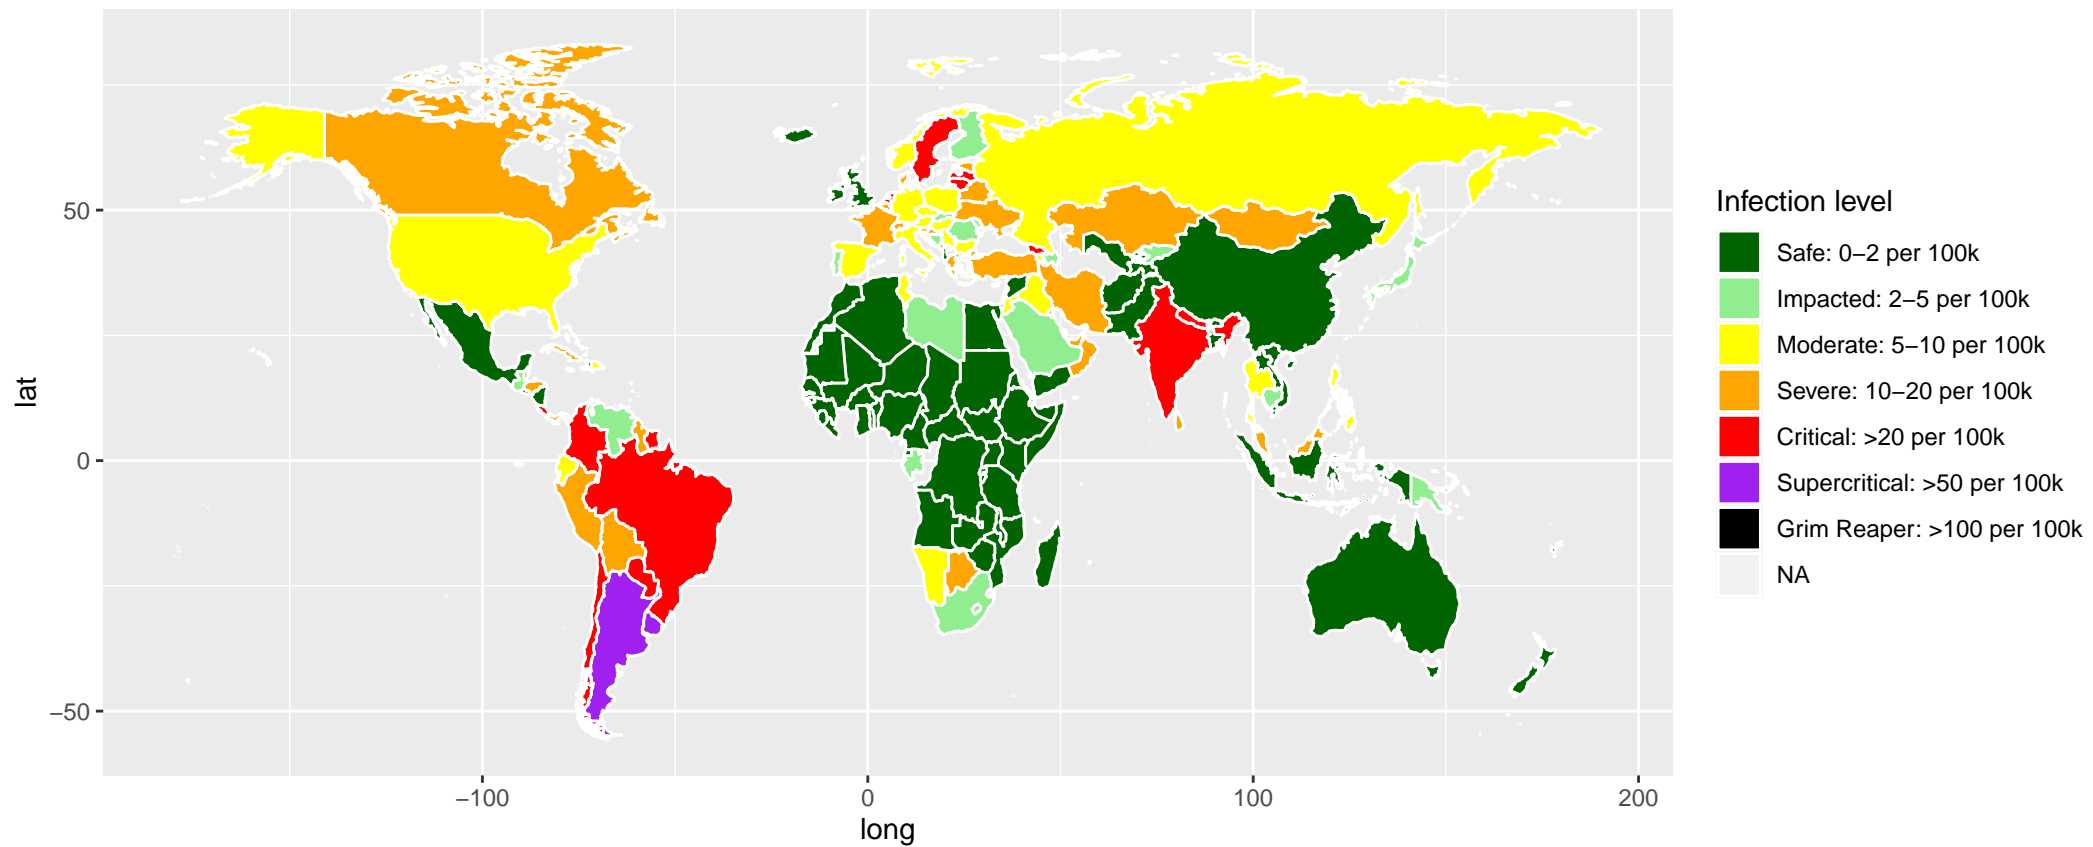 Infection level
Safe: 0–2 per 100k
Impacted: 2–5 per 100k
Moderate: 5–10 per 100k
Severe: 10–20 per 100k
Critical: >20 per 100k
Supercritical: >50 per 100k
Grim Reaper: >100 per 100k
NA
lat
50
0
−50
−100
0
100
200
long